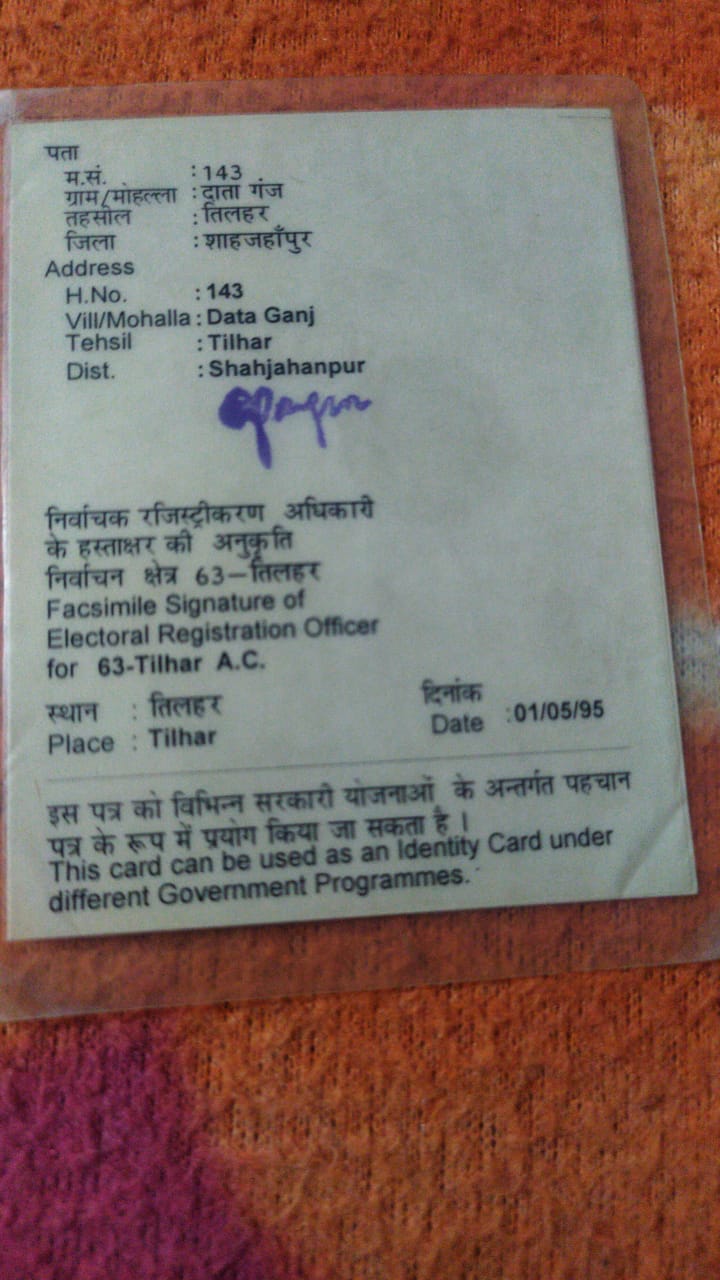 पता
म.सं. : 143
ग्राम/मोहल्ला : दाता गंज
तहसील : तिलहर
जिला : शाहजहाँपुर
Address
H.No. : 143
Vill/Mohalla : Data Ganj
Tehsil : Tilhar
Dist. : Shahjahanpur
निर्वाचक रजिस्ट्रीकरण अधिकारी
के हस्ताक्षर की अनुकृति
निर्वाचन क्षेत्र 63–तिलहर
Facsimile Signature of
Electoral Registration Officer
for 63-Tilhar A.C.
स्थान : तिलहर दिनांक
Place : Tilhar Date : 01/05/95
इस पत्र को विभिन्न सरकारी योजनाओं के अन्तर्गत पहचान
पत्र के रूप में प्रयोग किया जा सकता है।
This card can be used as an Identity Card under
different Government Programmes.